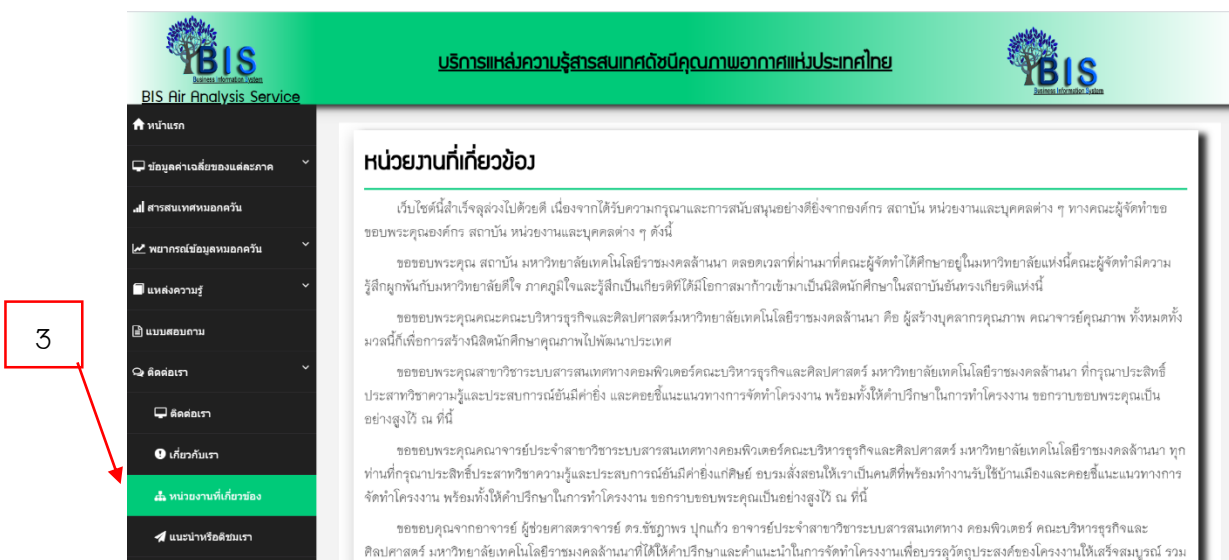 BIS
Business Information System
BIS Air Analysis Service
บริการแหล่งความรู้สารสนเทศดัชนีคุณภาพอากาศแห่งประเทศไทย
BIS
Business Information System
หน้าแรก
ข้อมูลค่าเฉลี่ยของแต่ละภาค
สารสนเทศหมอกควัน
พยากรณ์ข้อมูลหมอกควัน
แหล่งความรู้
แบบสอบถาม
ติดต่อเรา
ติดต่อเรา
เกี่ยวกับเรา
หน่วยงานที่เกี่ยวข้อง
แนะนำหรือติชมเรา
3
หน่วยงานที่เกี่ยวข้อง
เว็บไซต์นี้สำเร็จลุล่วงไปด้วยดี เนื่องจากได้รับความกรุณาและการสนับสนุนอย่างดียิ่งจากองค์กร สถาบัน หน่วยงานและบุคคลต่าง ๆ ทางคณะผู้จัดทำขอ
ขอบพระคุณองค์กร สถาบัน หน่วยงานและบุคคลต่าง ๆ ดังนี้
ขอขอบพระคุณ สถาบัน มหาวิทยาลัยเทคโนโลยีราชมงคลล้านนา ตลอดเวลาที่ผ่านมาที่คณะผู้จัดทำได้ศึกษาอยู่ในมหาวิทยาลัยแห่งนี้คณะผู้จัดทำมีความ
รู้สึกผูกพันกับมหาวิทยาลัยดีใจ ภาคภูมิใจและรู้สึกเป็นเกียรติที่ได้มีโอกาสมาก้าวเข้ามาเป็นนิสิตนักศึกษาในสถาบันอันทรงเกียรติแห่งนี้
ขอขอบพระคุณคณะคณะบริหารธุรกิจและศิลปศาสตร์มหาวิทยาลัยเทคโนโลยีราชมงคลล้านนา คือ ผู้สร้างบุคลากรคุณภาพ คณาจารย์คุณภาพ ทั้งหมดทั้ง
มวลนี้ก็เพื่อการสร้างนิสิตนักศึกษาคุณภาพไปพัฒนาประเทศ
ขอขอบพระคุณสาขาวิชาระบบสารสนเทศทางคอมพิวเตอร์คณะบริหารธุรกิจและศิลปศาสตร์ มหาวิทยาลัยเทคโนโลยีราชมงคลล้านนา ที่กรุณาประสิทธิ์
ประสาทวิชาความรู้และประสบการณ์อันมีค่ายิ่ง และคอยชี้แนะแนวทางการจัดทำโครงงาน พร้อมทั้งให้คำปรึกษาในการทำโครงงาน ขอกราบขอบพระคุณเป็น
อย่างสูงไว้ ณ ที่นี้
ขอขอบพระคุณคณาจารย์ประจำสาขาวิชาระบบสารสนเทศทางคอมพิวเตอร์คณะบริหารธุรกิจและศิลปศาสตร์ มหาวิทยาลัยเทคโนโลยีราชมงคลล้านนา ทุก
ท่านที่กรุณาประสิทธิ์ประสาทวิชาความรู้และประสบการณ์อันมีค่ายิ่งแก่ศิษย์ อบรมสั่งสอนให้เราเป็นคนดีที่พร้อมทำงานรับใช้บ้านเมืองและคอยชี้แนะแนวทางการ
จัดทำโครงงาน พร้อมทั้งให้คำปรึกษาในการทำโครงงาน ขอกราบขอบพระคุณเป็นอย่างสูงไว้ ณ ที่นี้
ขอขอบคุณจากอาจารย์ ผู้ช่วยศาสตราจารย์ ดร.ชัชฎาพร ปุกแก้ว อาจารย์ประจำสาขาวิชาระบบสารสนเทศทาง คอมพิวเตอร์ คณะบริหารธุรกิจและ
ศิลปศาสตร์ มหาวิทยาลัยเทคโนโลยีราชมงคลล้านนาที่ได้ให้คำปรึกษาและคำแนะนำในการจัดทำโครงงานเพื่อบรรลุวัตถุประสงค์ของโครงงานให้เสร็จสมบูรณ์ รวม